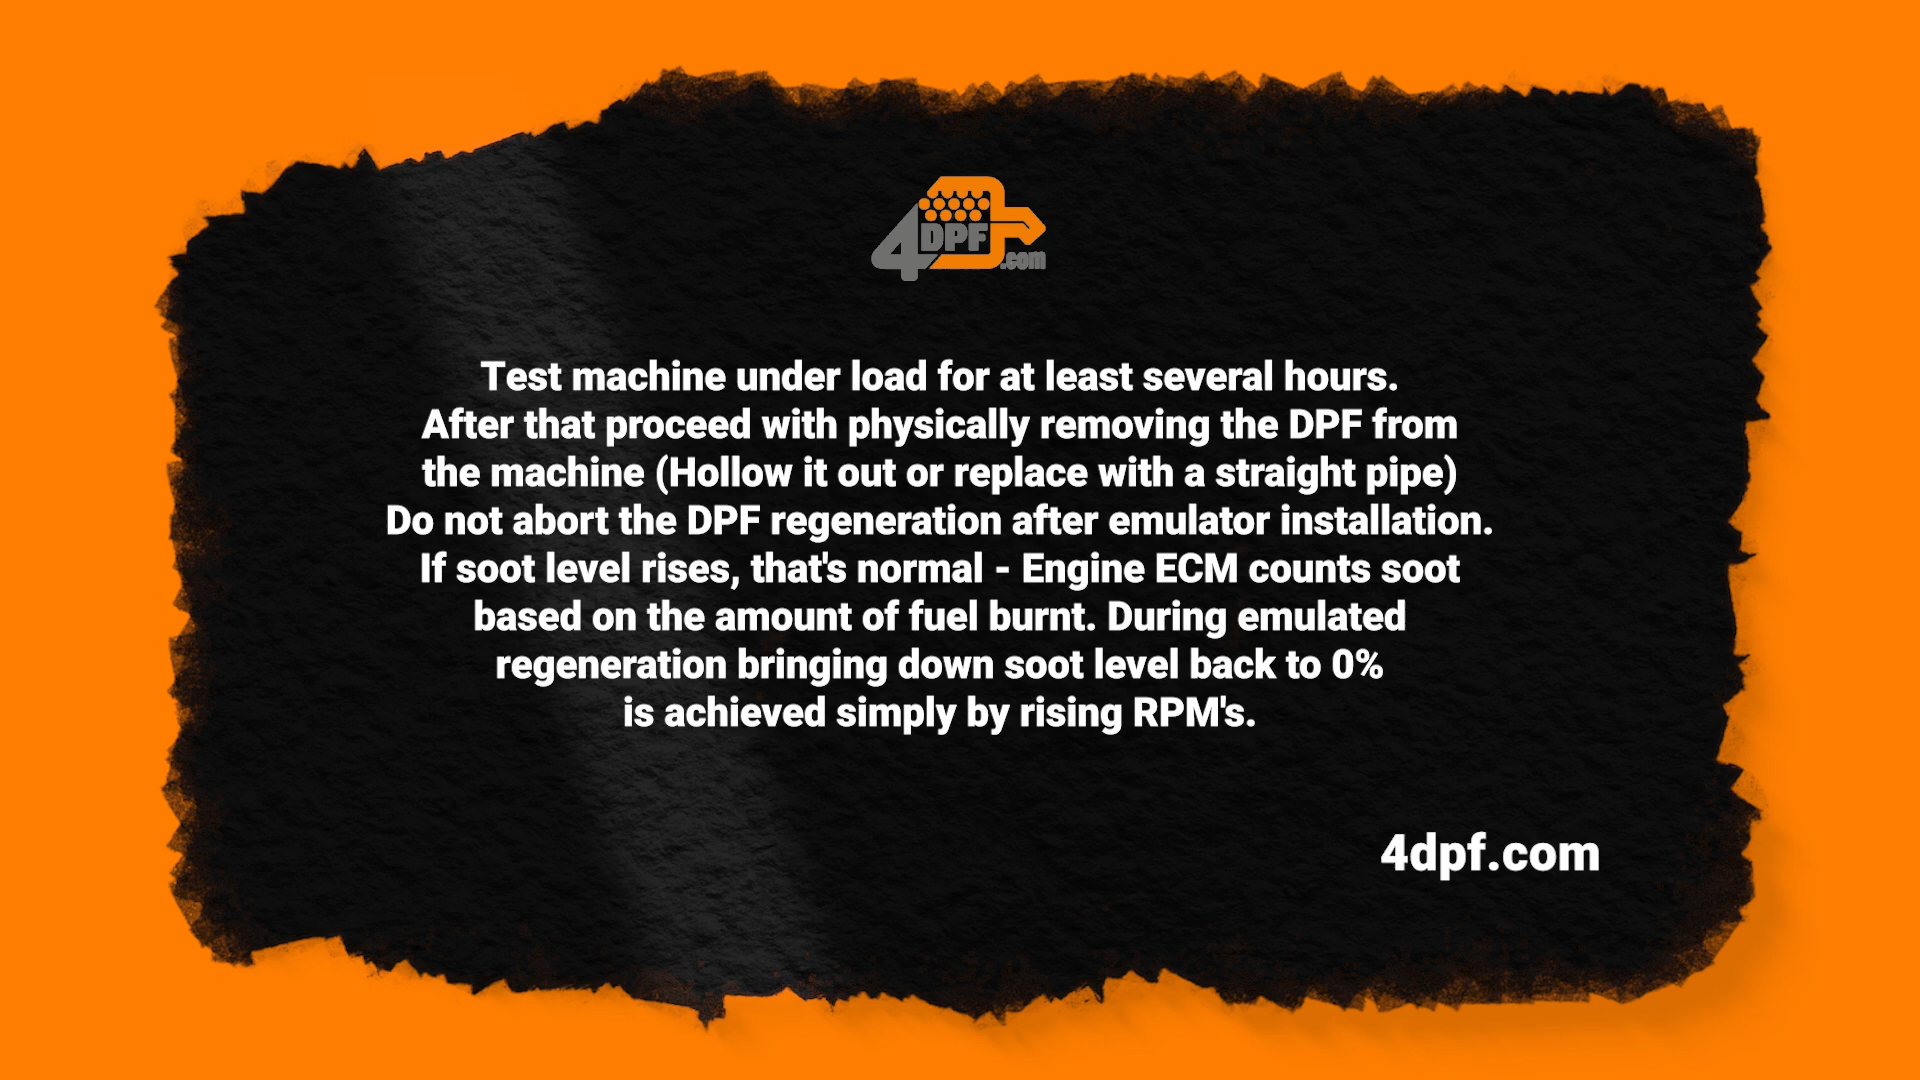 4DPF.com
Test machine under load for at least several hours.
After that proceed with physically removing the DPF from
the machine (Hollow it out or replace with a straight pipe)
Do not abort the DPF regeneration after emulator installation.
If soot level rises, that's normal - Engine ECM counts soot
based on the amount of fuel burnt. During emulated
regeneration bringing down soot level back to 0%
is achieved simply by rising RPM's.
4dpf.com